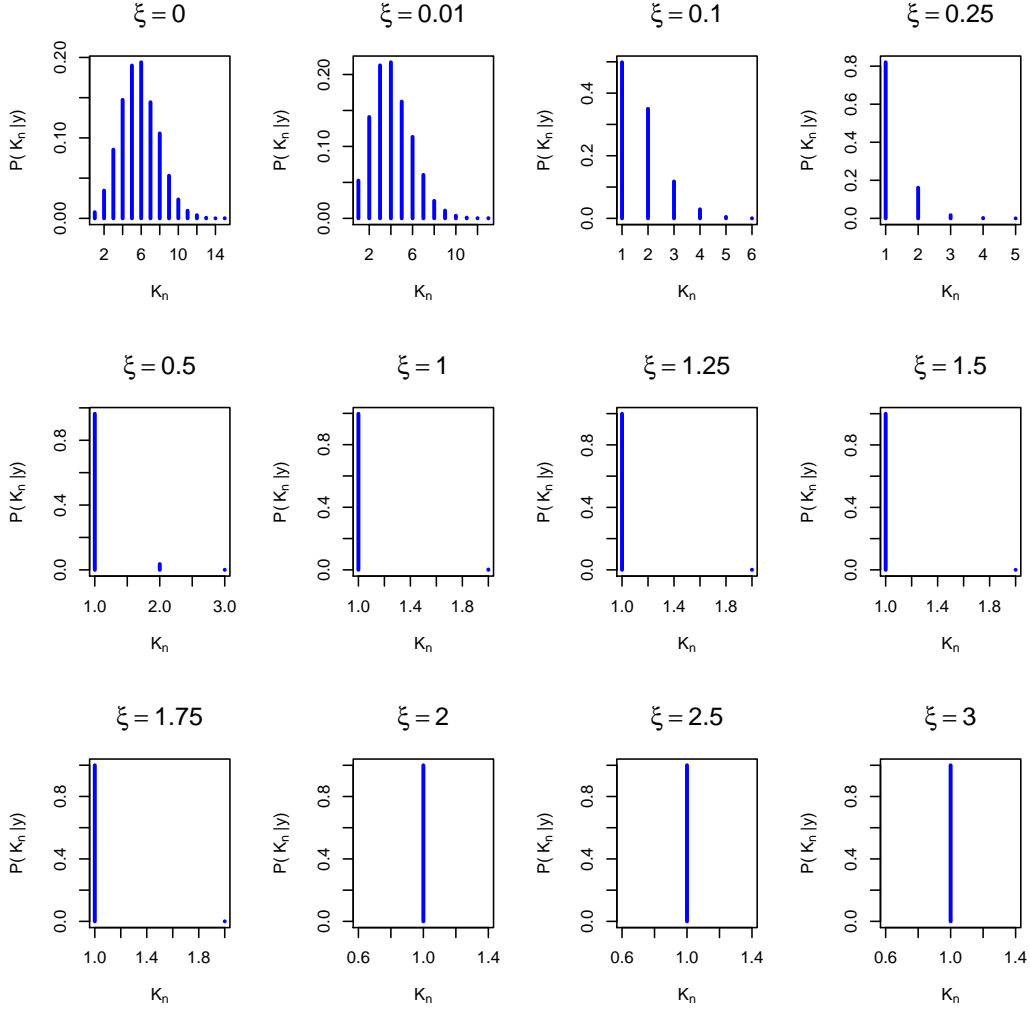 ξ = 0
P( Kₙ |y)
0.00 0.10 0.20
2 6 10 14
Kₙ
ξ = 0.01
P( Kₙ |y)
0.00 0.10 0.20
2 6 10
Kₙ
ξ = 0.1
P( Kₙ |y)
0.0 0.2 0.4
1 2 3 4 5 6
Kₙ
ξ = 0.25
P( Kₙ |y)
0.0 0.2 0.4 0.6 0.8
1 2 3 4 5
Kₙ
ξ = 0.5
P( Kₙ |y)
0.0 0.4 0.8
1.0 2.0 3.0
Kₙ
ξ = 1
P( Kₙ |y)
0.0 0.4 0.8
1.0 1.4 1.8
Kₙ
ξ = 1.25
P( Kₙ |y)
0.0 0.4 0.8
1.0 1.4 1.8
Kₙ
ξ = 1.5
P( Kₙ |y)
0.0 0.4 0.8
1.0 1.4 1.8
Kₙ
ξ = 1.75
P( Kₙ |y)
0.0 0.4 0.8
1.0 1.4 1.8
Kₙ
ξ = 2
P( Kₙ |y)
0.0 0.4 0.8
0.6 1.0 1.4
Kₙ
ξ = 2.5
P( Kₙ |y)
0.0 0.4 0.8
0.6 1.0 1.4
Kₙ
ξ = 3
P( Kₙ |y)
0.0 0.4 0.8
0.6 1.0 1.4
Kₙ